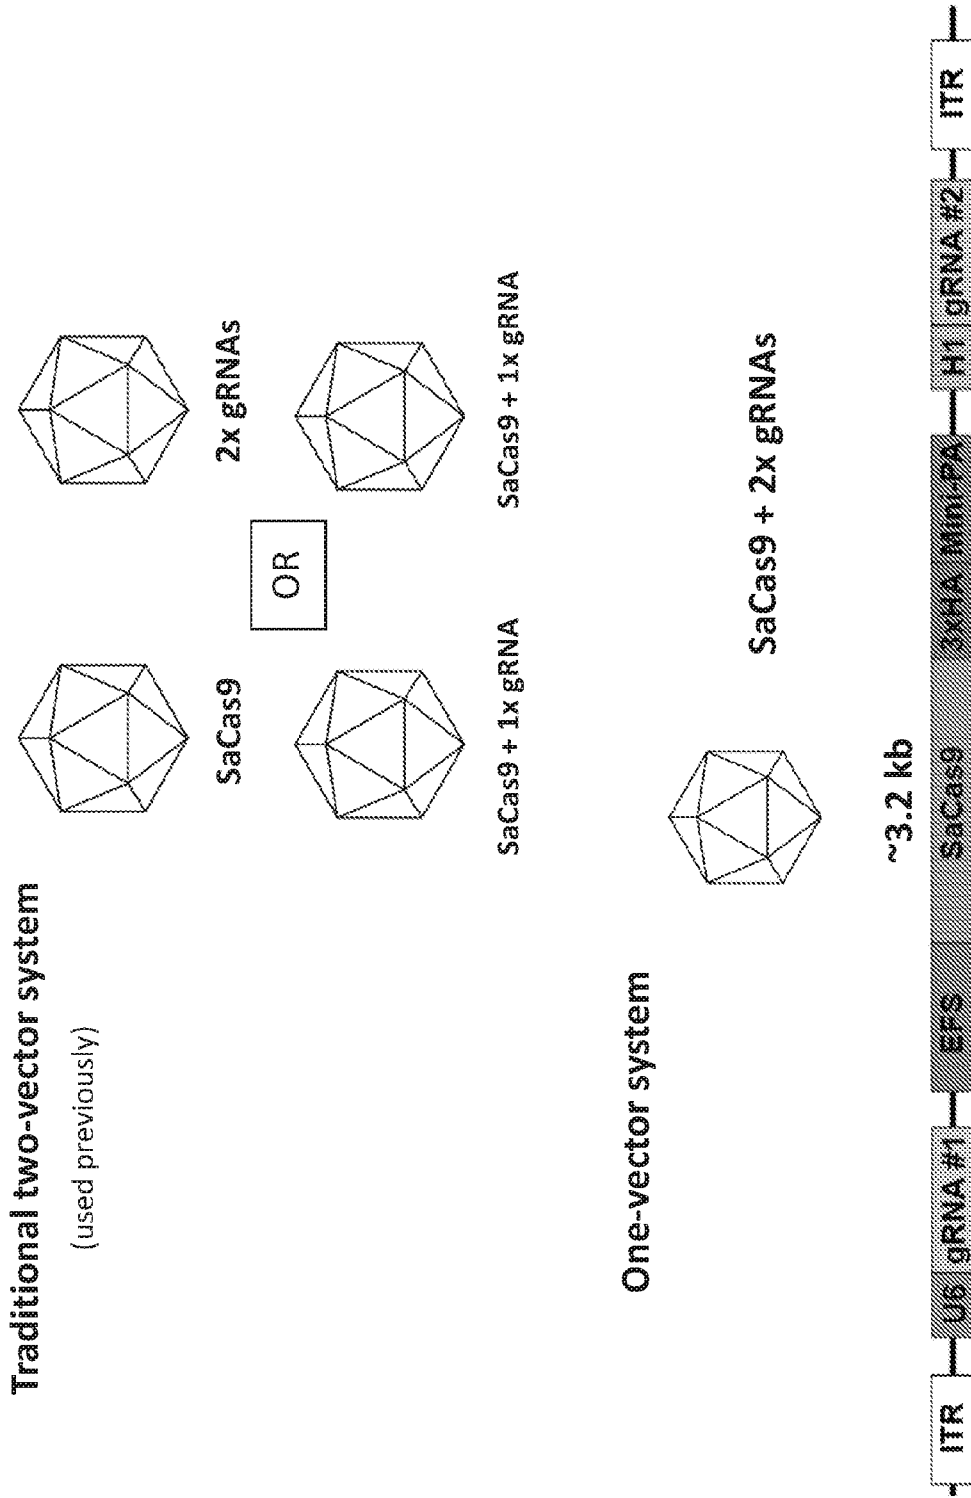 Traditional two-vector system
(used previously)
SaCas9
2x gRNAs
OR
SaCas9 + 1x gRNA
SaCas9 + 1x gRNA
One-vector system
SaCas9 + 2x gRNAs
~3.2 kb
ITR U6 gRNA #1 EFS SaCas9 3xHA Mini-PA H1 gRNA #2 ITR